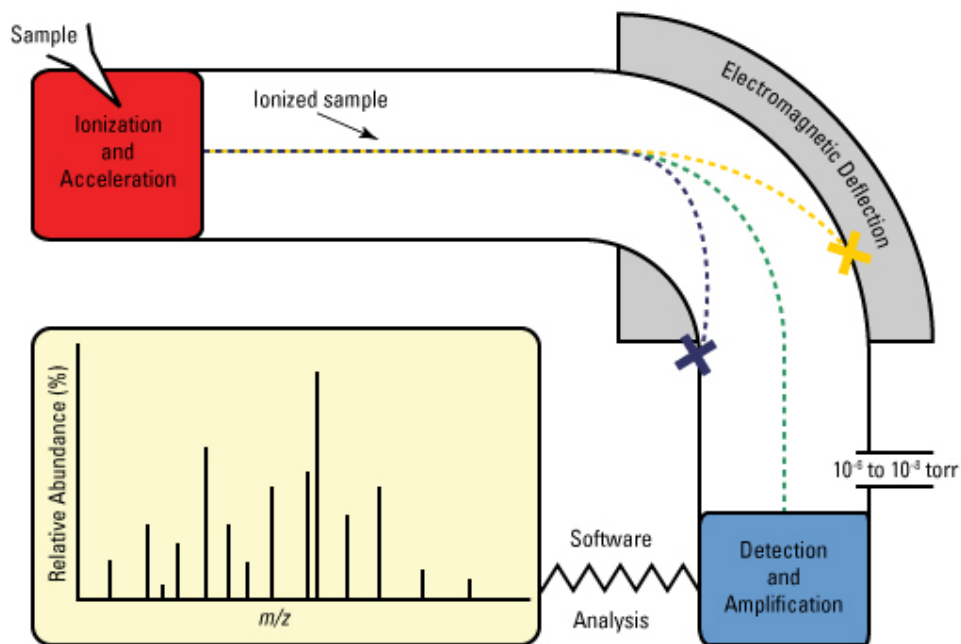 Sample
Ionization
and
Acceleration
Ionized sample
Electromagnetic Deflection
Relative Abundance (%)
m/z
Software
Analysis
10⁻⁶ to 10⁻⁸ torr
Detection
and
Amplification